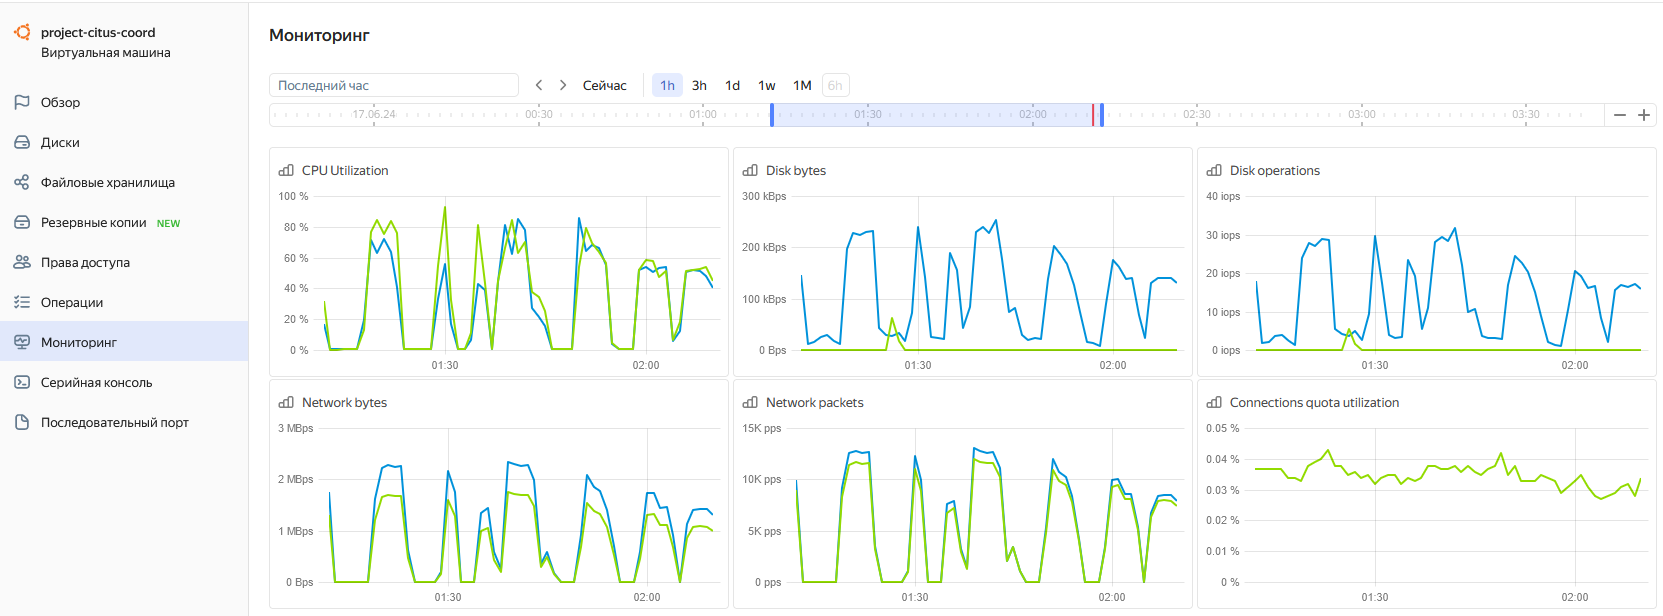 project-citus-coord
Виртуальная машина
Обзор
Диски
Файловые хранилища
Резервные копии NEW
Права доступа
Операции
Мониторинг
Серийная консоль
Последовательный порт
Мониторинг
Последний час Сейчас 1h 3h 1d 1w 1M 6h
17.06.24 00:30 01:00 01:30 02:00 02:30 03:00 03:30
CPU Utilization
100 %
80 %
60 %
40 %
20 %
0 %
01:30 02:00
Disk bytes
300 kBps
200 kBps
100 kBps
0 Bps
01:30 02:00
Disk operations
40 iops
30 iops
20 iops
10 iops
0 iops
01:30 02:00
Network bytes
3 MBps
2 MBps
1 MBps
0 Bps
01:30 02:00
Network packets
15K pps
10K pps
5K pps
0 pps
01:30 02:00
Connections quota utilization
0.05 %
0.04 %
0.03 %
0.02 %
0.01 %
0 %
01:30 02:00